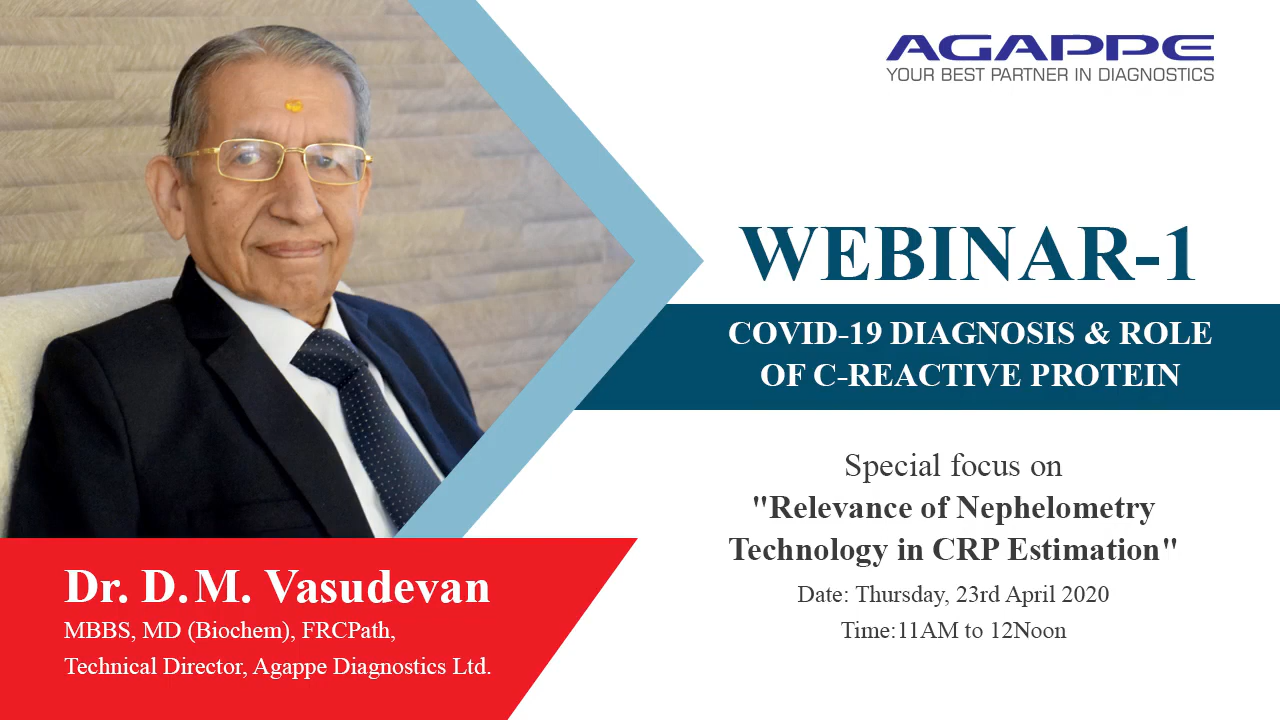 AGAPPE
YOUR BEST PARTNER IN DIAGNOSTICS
WEBINAR-1
COVID-19 DIAGNOSIS & ROLE
OF C-REACTIVE PROTEIN
Special focus on
"Relevance of Nephelometry
Technology in CRP Estimation"
Date: Thursday, 23rd April 2020
Time:11AM to 12Noon
Dr. D.M. Vasudevan
MBBS, MD (Biochem), FRCPath,
Technical Director, Agappe Diagnostics Ltd.